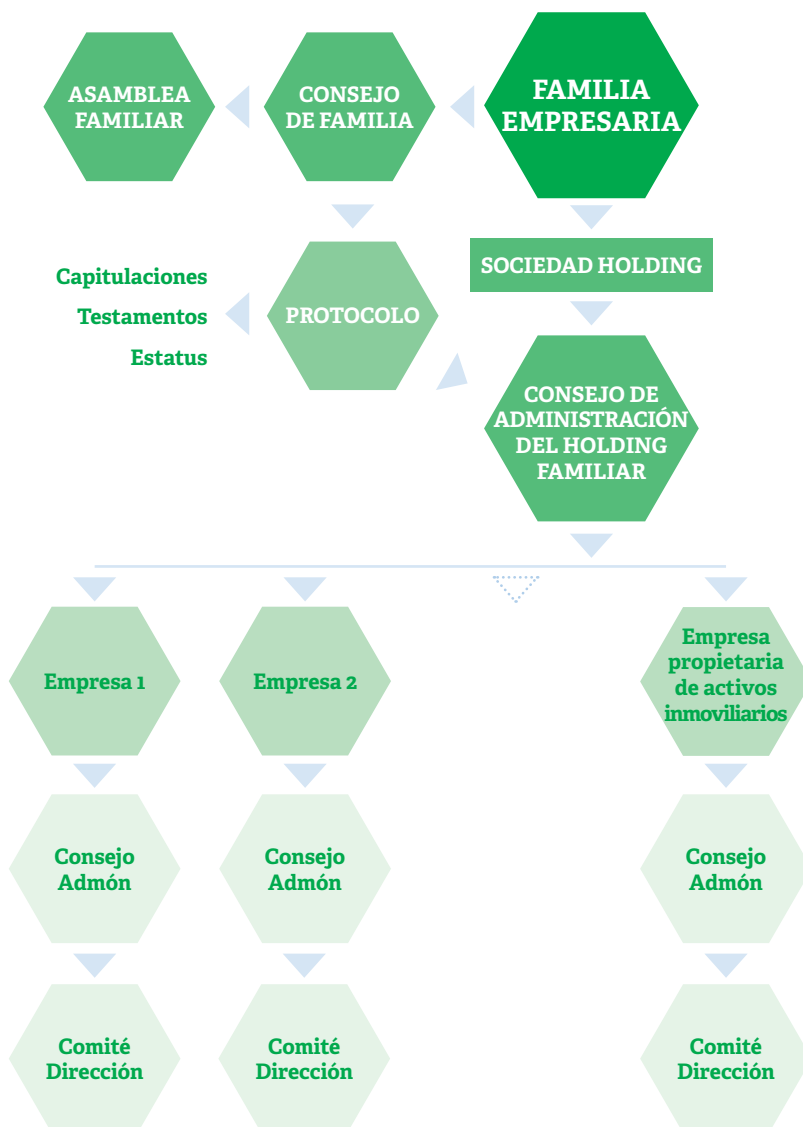 ASAMBLEA
FAMILIAR
CONSEJO
DE FAMILIA
FAMILIA
EMPRESARIA
Capitulaciones
Testamentos
Estatus
PROTOCOLO
SOCIEDAD HOLDING
CONSEJO DE
ADMINISTRACIÓN
DEL HOLDING
FAMILIAR
Empresa 1
Empresa 2
Empresa
propietaria
de activos
inmoviliarios
Consejo
Admón
Consejo
Admón
Consejo
Admón
Comité
Dirección
Comité
Dirección
Comité
Dirección